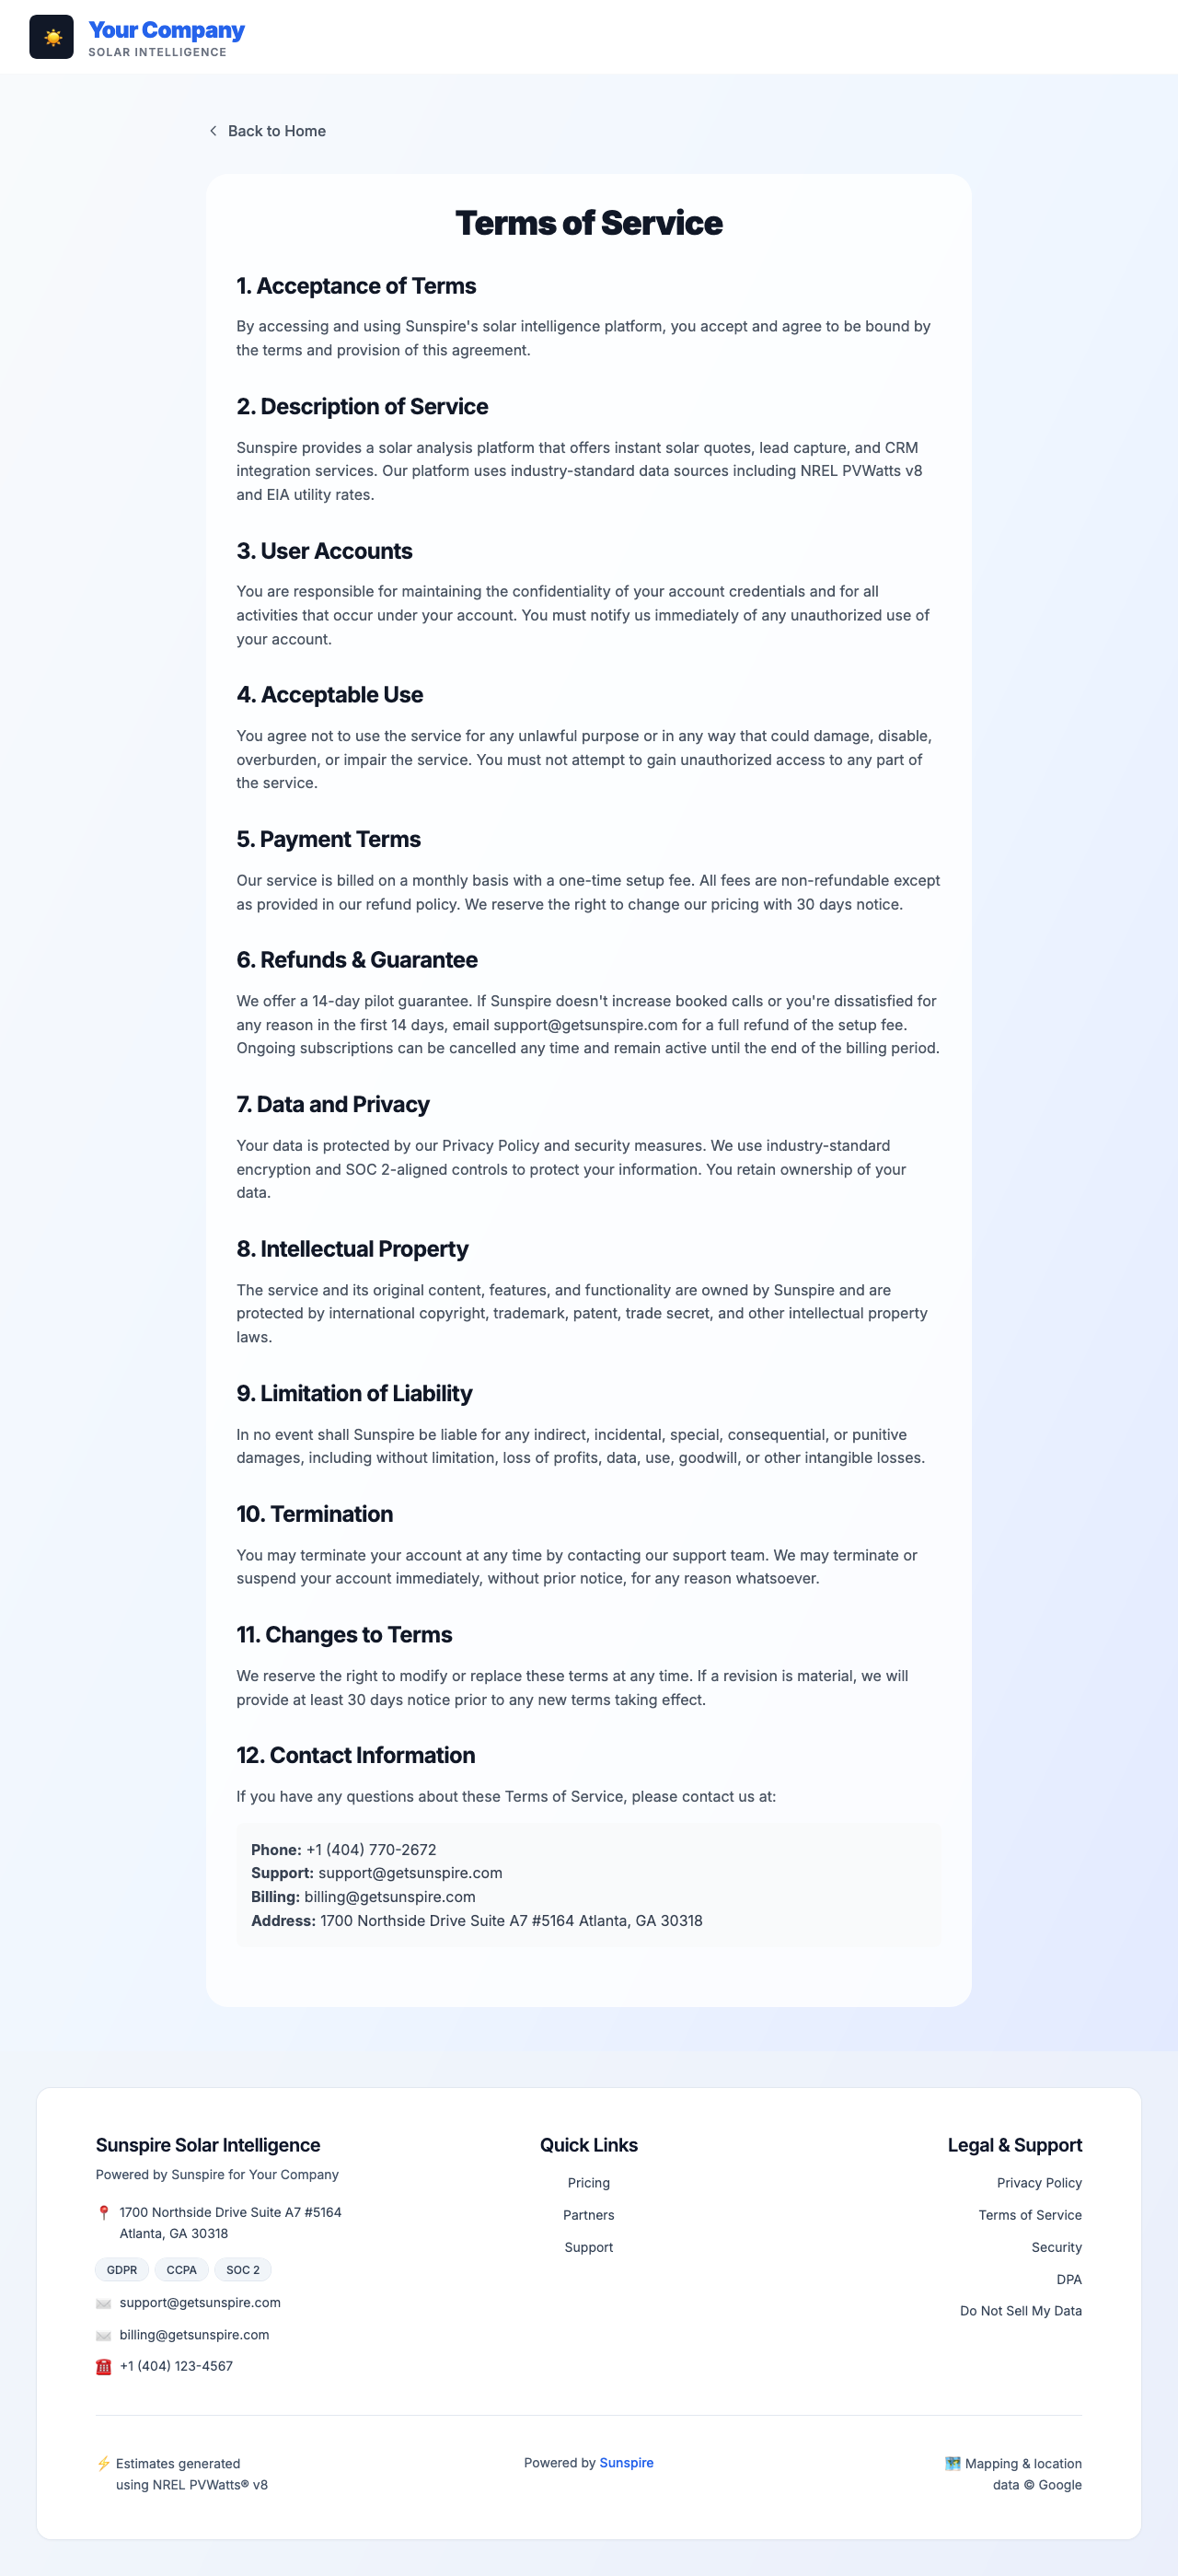 Your Company
SOLAR INTELLIGENCE
Back to Home
Terms of Service
1. Acceptance of Terms
By accessing and using Sunspire's solar intelligence platform, you accept and agree to be bound by
the terms and provision of this agreement.
2. Description of Service
Sunspire provides a solar analysis platform that offers instant solar quotes, lead capture, and CRM
integration services. Our platform uses industry-standard data sources including NREL PVWatts v8
and EIA utility rates.
3. User Accounts
You are responsible for maintaining the confidentiality of your account credentials and for all
activities that occur under your account. You must notify us immediately of any unauthorized use of
your account.
4. Acceptable Use
You agree not to use the service for any unlawful purpose or in any way that could damage, disable,
overburden, or impair the service. You must not attempt to gain unauthorized access to any part of
the service.
5. Payment Terms
Our service is billed on a monthly basis with a one-time setup fee. All fees are non-refundable except
as provided in our refund policy. We reserve the right to change our pricing with 30 days notice.
6. Refunds & Guarantee
We offer a 14-day pilot guarantee. If Sunspire doesn't increase booked calls or you're dissatisfied for
any reason in the first 14 days, email support@getsunspire.com for a full refund of the setup fee.
Ongoing subscriptions can be cancelled any time and remain active until the end of the billing period.
7. Data and Privacy
Your data is protected by our Privacy Policy and security measures. We use industry-standard
encryption and SOC 2-aligned controls to protect your information. You retain ownership of your
data.
8. Intellectual Property
The service and its original content, features, and functionality are owned by Sunspire and are
protected by international copyright, trademark, patent, trade secret, and other intellectual property
laws.
9. Limitation of Liability
In no event shall Sunspire be liable for any indirect, incidental, special, consequential, or punitive
damages, including without limitation, loss of profits, data, use, goodwill, or other intangible losses.
10. Termination
You may terminate your account at any time by contacting our support team. We may terminate or
suspend your account immediately, without prior notice, for any reason whatsoever.
11. Changes to Terms
We reserve the right to modify or replace these terms at any time. If a revision is material, we will
provide at least 30 days notice prior to any new terms taking effect.
12. Contact Information
If you have any questions about these Terms of Service, please contact us at:
Phone: +1 (404) 770-2672
Support: support@getsunspire.com
Billing: billing@getsunspire.com
Address: 1700 Northside Drive Suite A7 #5164 Atlanta, GA 30318
Sunspire Solar Intelligence
Powered by Sunspire for Your Company
1700 Northside Drive Suite A7 #5164
Atlanta, GA 30318
GDPR CCPA SOC 2
support@getsunspire.com
billing@getsunspire.com
+1 (404) 123-4567
Quick Links
Pricing
Partners
Support
Legal & Support
Privacy Policy
Terms of Service
Security
DPA
Do Not Sell My Data
Estimates generated
using NREL PVWatts® v8
Powered by Sunspire
Mapping & location
data © Google